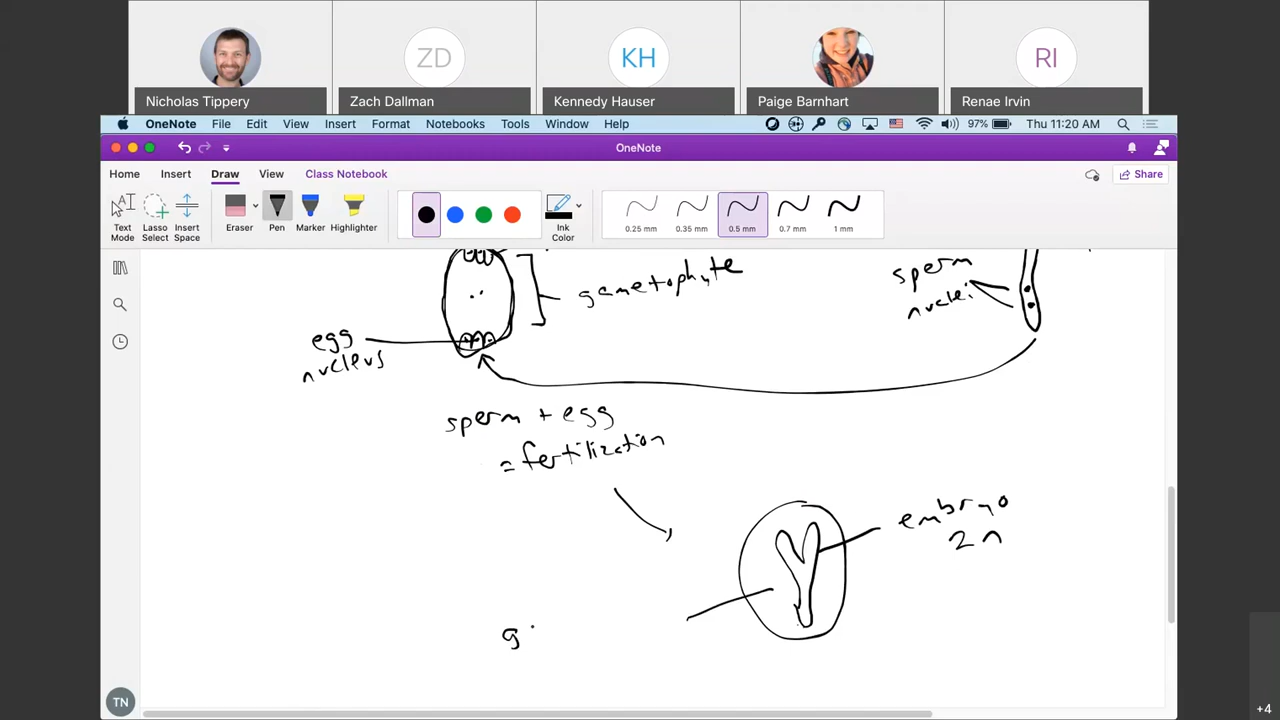 ZD
KH
RI
Nicholas Tippery
Zach Dallman
Kennedy Hauser
Paige Barnhart
Renae Irvin
OneNote File Edit View Insert Format Notebooks Tools Window Help 97% Thu 11:20 AM
OneNote
Home Insert Draw View Class Notebook Share
0.25 mm 0.35 mm 0.5 mm 0.7 mm 1 mm
Text Mode
Lasso Select
Insert Space
Eraser
Pen
Marker
Highlighter
Ink Color
gametophyte
sperm
nuclei
egg
nucleus
sperm + egg
= fertilization
embryo
2n
g
TN
+4